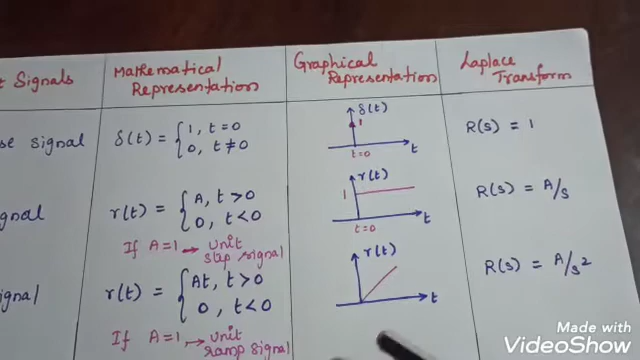 t Signals
Mathematical
Representation
Graphical
Representation
Laplace
Transform
se signal
δ(t) = { 1, t=0
0, t≠0
δ(t)
1
t=0
t
R(s) = 1
gnal
r(t) = { A, t>0
0, t<0
If A=1 → unit
step signal
r(t)
1
t=0
t
R(s) = A/s
ignal
r(t) = { At, t>0
0, t<0
If A=1 → unit
ramp signal
r(t)
t
R(s) = A/s²
Made with
VideoShow